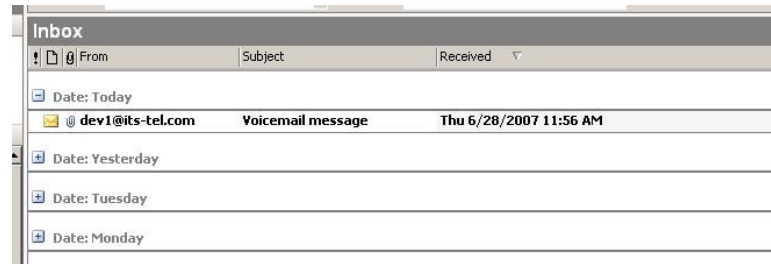 Inbox
! From Subject Received
Date: Today
dev1@its-tel.com Voicemail message Thu 6/28/2007 11:56 AM
Date: Yesterday
Date: Tuesday
Date: Monday